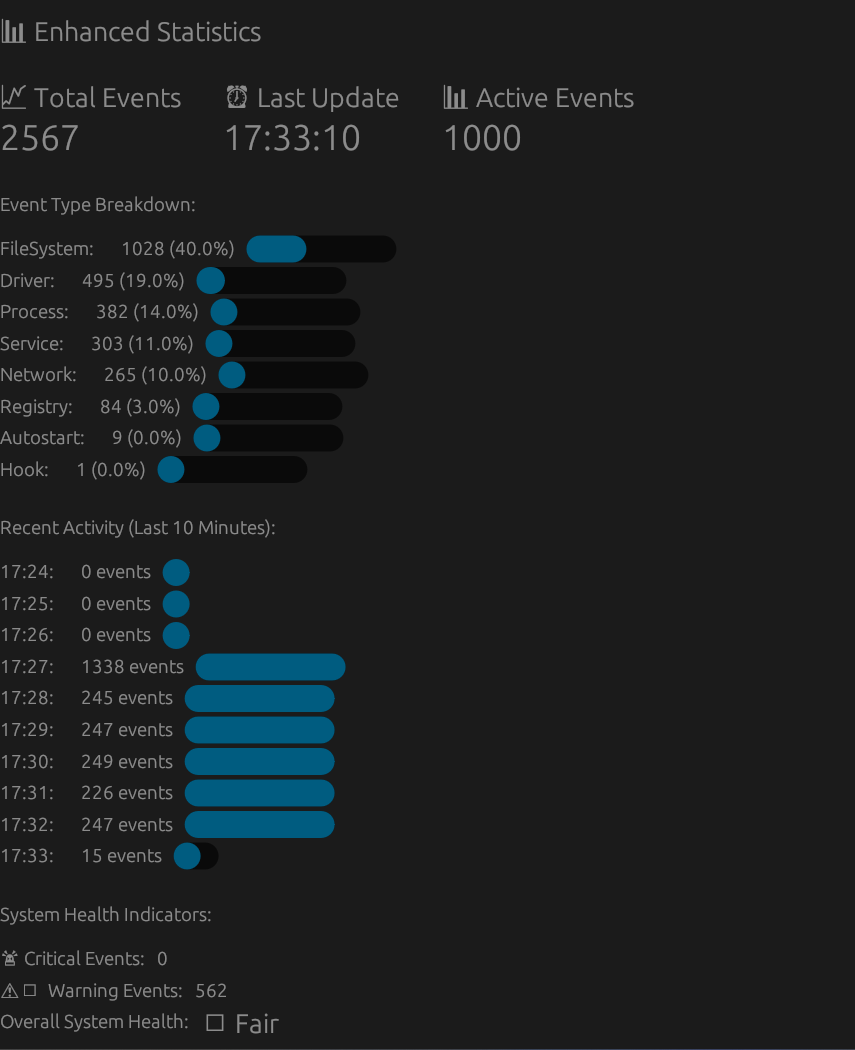 Enhanced Statistics
Total Events Last Update Active Events
2567 17:33:10 1000
Event Type Breakdown:
FileSystem: 1028 (40.0%)
Driver: 495 (19.0%)
Process: 382 (14.0%)
Service: 303 (11.0%)
Network: 265 (10.0%)
Registry: 84 (3.0%)
Autostart: 9 (0.0%)
Hook: 1 (0.0%)
Recent Activity (Last 10 Minutes):
17:24: 0 events
17:25: 0 events
17:26: 0 events
17:27: 1338 events
17:28: 245 events
17:29: 247 events
17:30: 249 events
17:31: 226 events
17:32: 247 events
17:33: 15 events
System Health Indicators:
Critical Events: 0
Warning Events: 562
Overall System Health: Fair